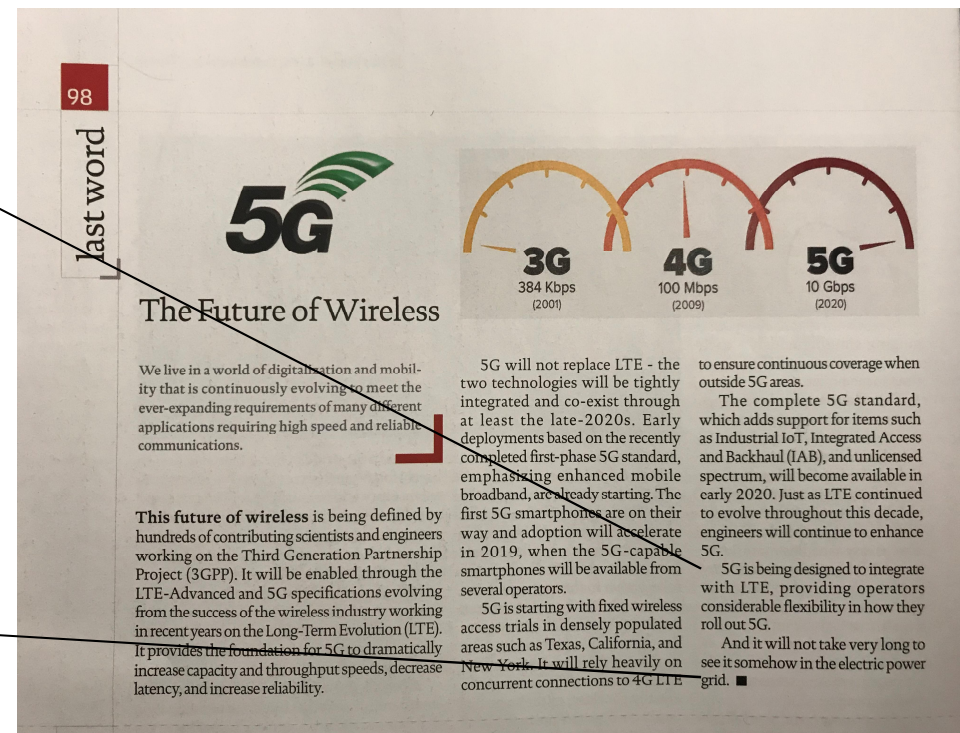 98
last word
5G
The Future of Wireless
3G
384 Kbps
(2001)
4G
100 Mbps
(2009)
5G
10 Gbps
(2020)
We live in a world of digitalization and mobil-
ity that is continuously evolving to meet the
ever-expanding requirements of many different
applications requiring high speed and reliable
communications.
This future of wireless is being defined by
hundreds of contributing scientists and engineers
working on the Third Generation Partnership
Project (3GPP). It will be enabled through the
LTE-Advanced and 5G specifications evolving
from the success of the wireless industry working
in recent years on the Long-Term Evolution (LTE).
It provides the foundation for 5G to dramatically
increase capacity and throughput speeds, decrease
latency, and increase reliability.
5G will not replace LTE - the
two technologies will be tightly
integrated and co-exist through
at least the late-2020s. Early
deployments based on the recently
completed first-phase 5G standard,
emphasizing enhanced mobile
broadband, are already starting. The
first 5G smartphones are on their
way and adoption will accelerate
in 2019, when the 5G-capable
smartphones will be available from
several operators.
5G is starting with fixed wireless
access trials in densely populated
areas such as Texas, California, and
New York. It will rely heavily on
concurrent connections to 4G LTE
to ensure continuous coverage when
outside 5G areas.
The complete 5G standard,
which adds support for items such
as Industrial IoT, Integrated Access
and Backhaul (IAB), and unlicensed
spectrum, will become available in
early 2020. Just as LTE continued
to evolve throughout this decade,
engineers will continue to enhance
5G.
5G is being designed to integrate
with LTE, providing operators
considerable flexibility in how they
roll out 5G.
And it will not take very long to
see it somehow in the electric power
grid. ■